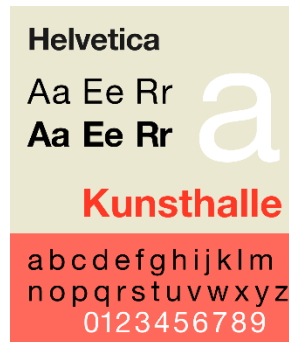 Helvetica
Aa Ee Rr
Aa Ee Rr
a
Kunsthalle
abcdefghijklm
nopqrstuvwxyz
0123456789